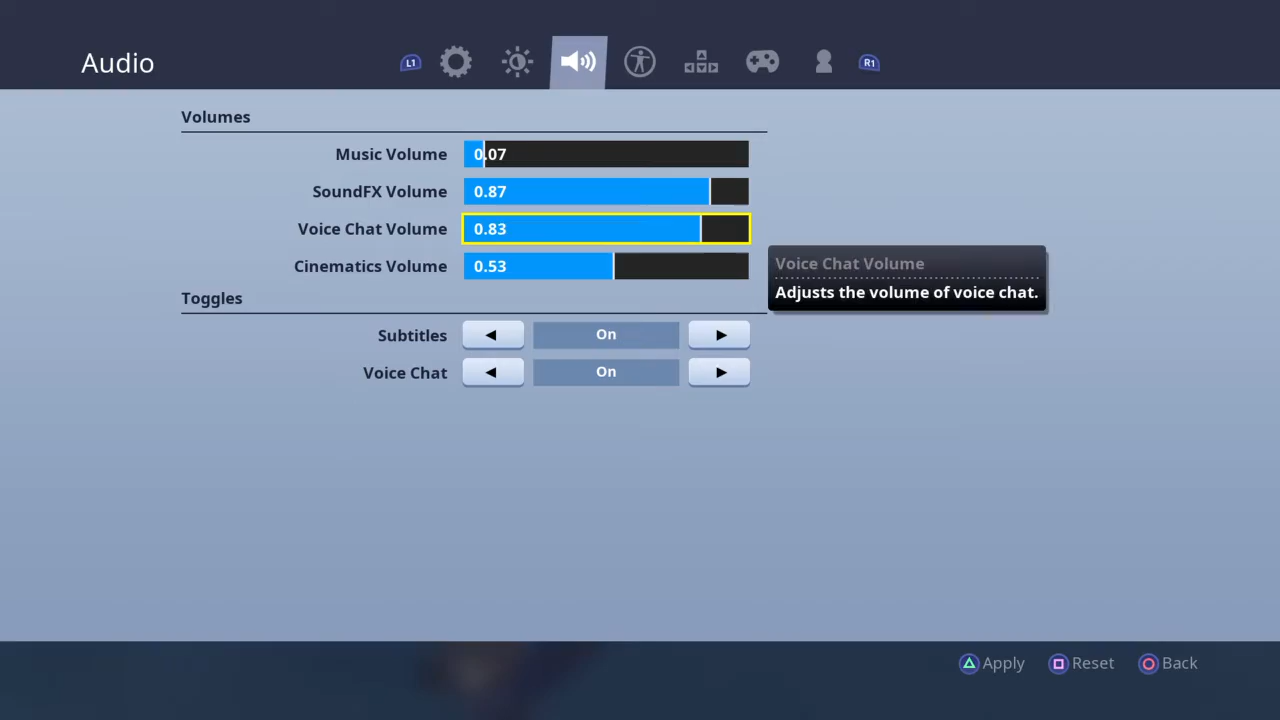 Audio
L1
R1
Volumes
Music Volume 0.07
SoundFX Volume 0.87
Voice Chat Volume 0.83
Cinematics Volume 0.53
Voice Chat Volume
Adjusts the volume of voice chat.
Toggles
Subtitles On
Voice Chat On
Apply Reset Back